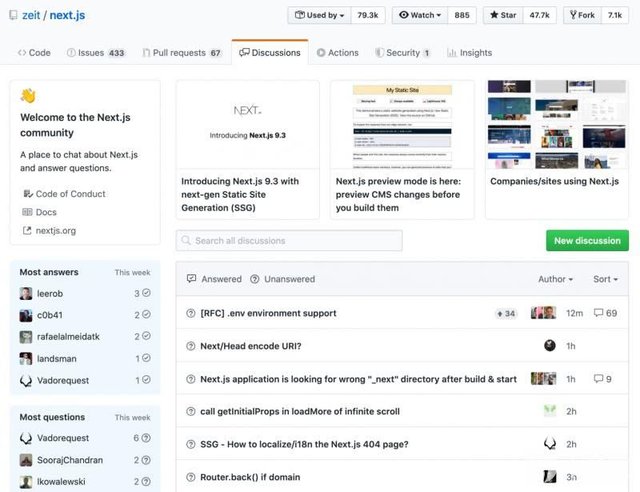 zeit / next.js
Used by 79.3k
Watch 885
Star 47.7k
Fork 7.1k
Code
Issues 433
Pull requests 67
Discussions
Actions
Security 1
Insights
Welcome to the Next.js
community
A place to chat about Next.js
and answer questions.
Code of Conduct
Docs
nextjs.org
NEXT.
Introducing Next.js 9.3
Introducing Next.js 9.3 with
next-gen Static Site
Generation (SSG)
My Static Site
Next.js preview mode is here:
preview CMS changes before
you build them
Companies/sites using Next.js
Search all discussions
New discussion
Most answers This week
leerob 3
c0b41 2
rafaelalmeidatk 2
landsman 1
Vadorequest 1
Most questions This week
Vadorequest 6
SoorajChandran 2
lkowalewski 2
Answered Unanswered Author Sort
[RFC] .env environment support 34 12m 69
Next/Head encode URI? 1h
Next.js application is looking for wrong "_next" directory after build & start 1h 9
call getInitialProps in loadMore of infinite scroll 2h
SSG - How to localize/i18n the Next.js 404 page? 2h
Router.back() if domain